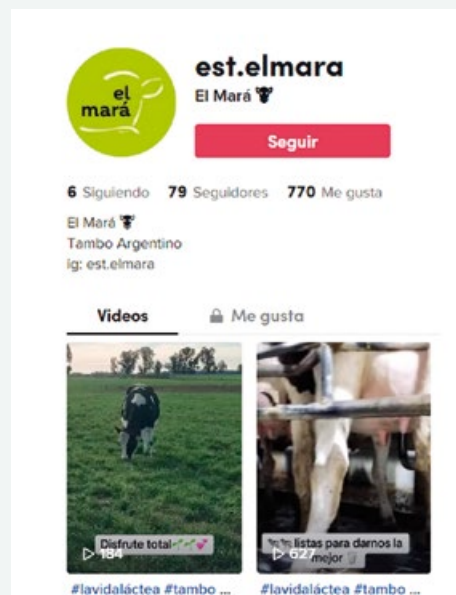 el
mará
est.elmara
El Mará
Seguir
6 Siguiendo 79 Seguidores 770 Me gusta
El Mará
Tambo Argentino
ig: est.elmara
Videos Me gusta
Disfrute total
184
listas para darnos la
mejor
627
#lavidaláctea #tambo ... #lavidaláctea #tambo ...